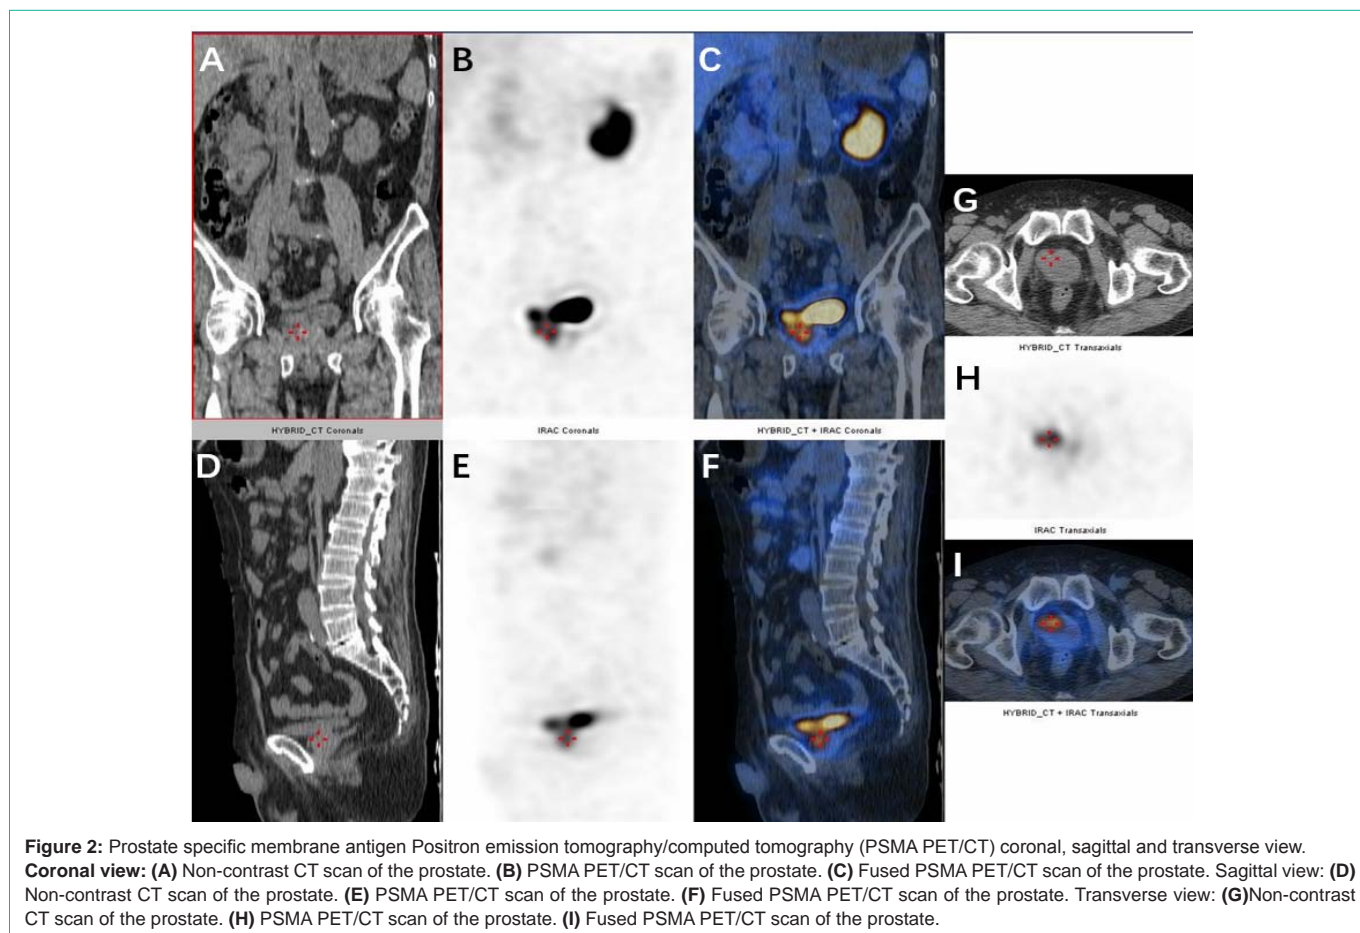 A
B
C
G
HYBRID_CT Transaxials
H
HYBRID_CT Coronals
IRAC Coronals
HYBRID_CT + IRAC Coronals
D
E
F
IRAC Transaxials
I
HYBRID_CT + IRAC Transaxials
Figure 2: Prostate specific membrane antigen Positron emission tomography/computed tomography (PSMA PET/CT) coronal, sagittal and transverse view.
Coronal view: (A) Non-contrast CT scan of the prostate. (B) PSMA PET/CT scan of the prostate. (C) Fused PSMA PET/CT scan of the prostate. Sagittal view: (D)
Non-contrast CT scan of the prostate. (E) PSMA PET/CT scan of the prostate. (F) Fused PSMA PET/CT scan of the prostate. Transverse view: (G)Non-contrast
CT scan of the prostate. (H) PSMA PET/CT scan of the prostate. (I) Fused PSMA PET/CT scan of the prostate.